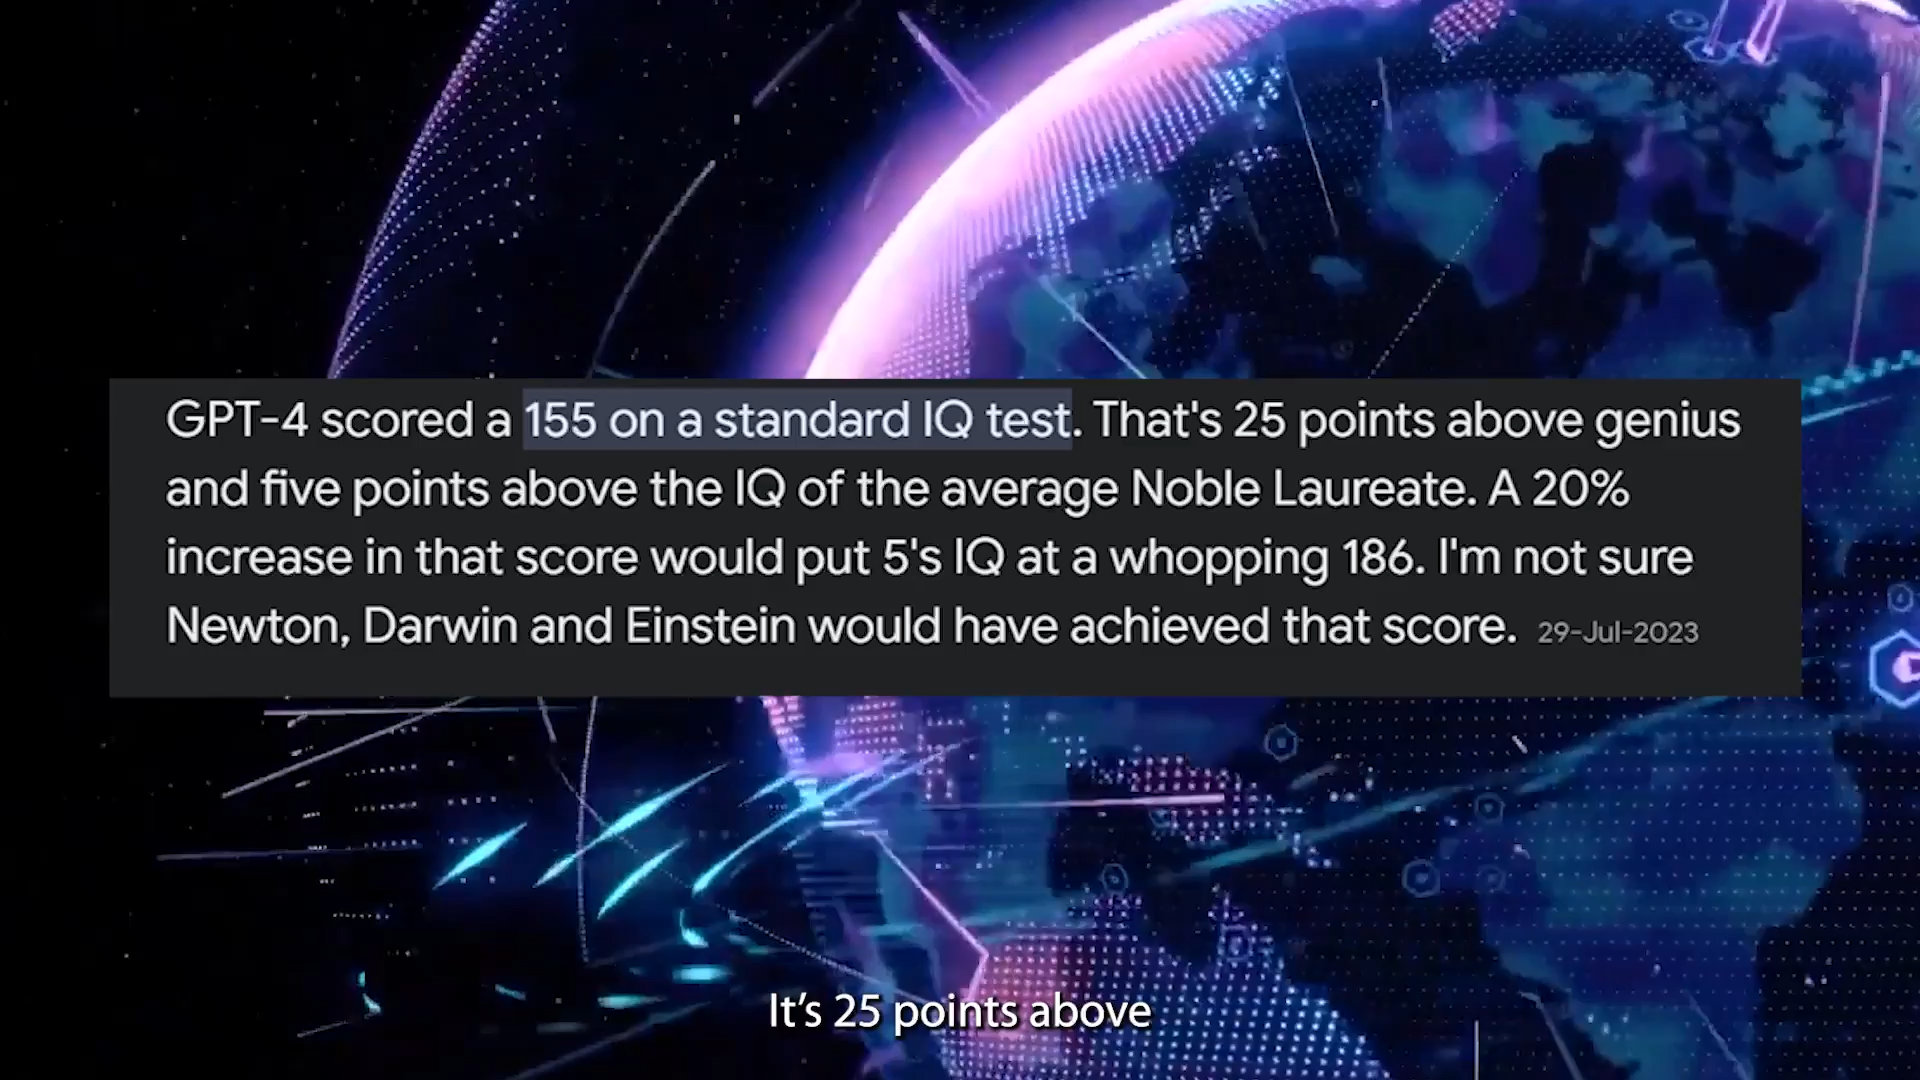 GPT-4 scored a 155 on a standard IQ test. That's 25 points above genius
and five points above the IQ of the average Noble Laureate. A 20%
increase in that score would put 5's IQ at a whopping 186. I'm not sure
Newton, Darwin and Einstein would have achieved that score. 29-Jul-2023
It's 25 points above